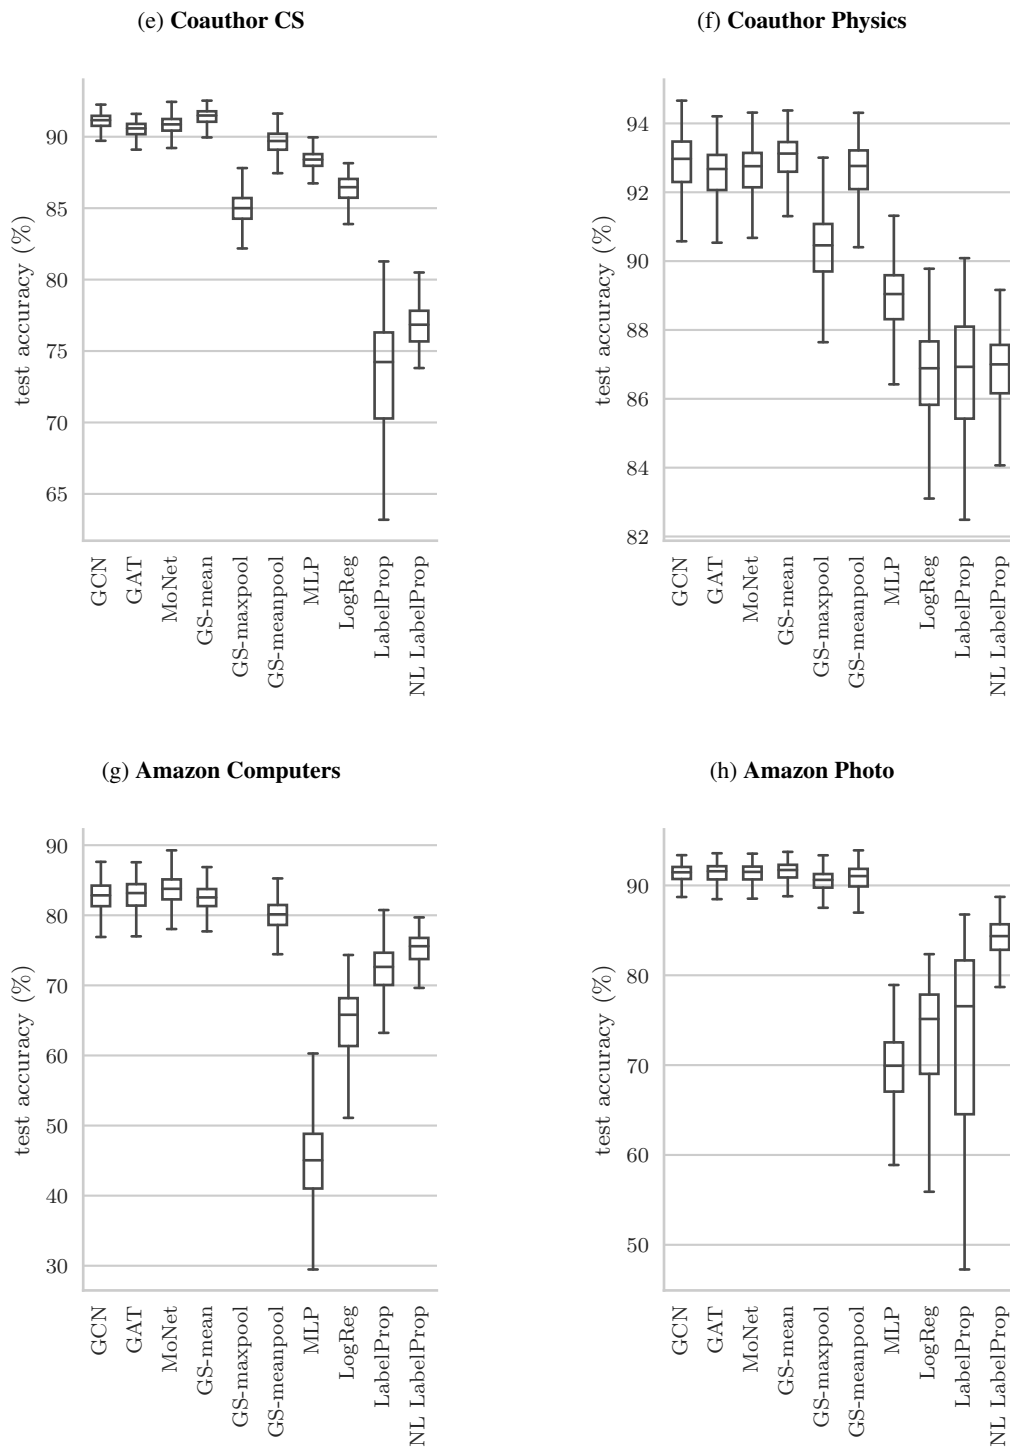 (e) Coauthor CS
test accuracy (%)
90
85
80
75
70
65
GCN
GAT
MoNet
GS-mean
GS-maxpool
GS-meanpool
MLP
LogReg
LabelProp
NL LabelProp
(f) Coauthor Physics
test accuracy (%)
94
92
90
88
86
84
82
GCN
GAT
MoNet
GS-mean
GS-maxpool
GS-meanpool
MLP
LogReg
LabelProp
NL LabelProp
(g) Amazon Computers
test accuracy (%)
90
80
70
60
50
40
30
GCN
GAT
MoNet
GS-mean
GS-maxpool
GS-meanpool
MLP
LogReg
LabelProp
NL LabelProp
(h) Amazon Photo
test accuracy (%)
90
80
70
60
50
GCN
GAT
MoNet
GS-mean
GS-maxpool
GS-meanpool
MLP
LogReg
LabelProp
NL LabelProp